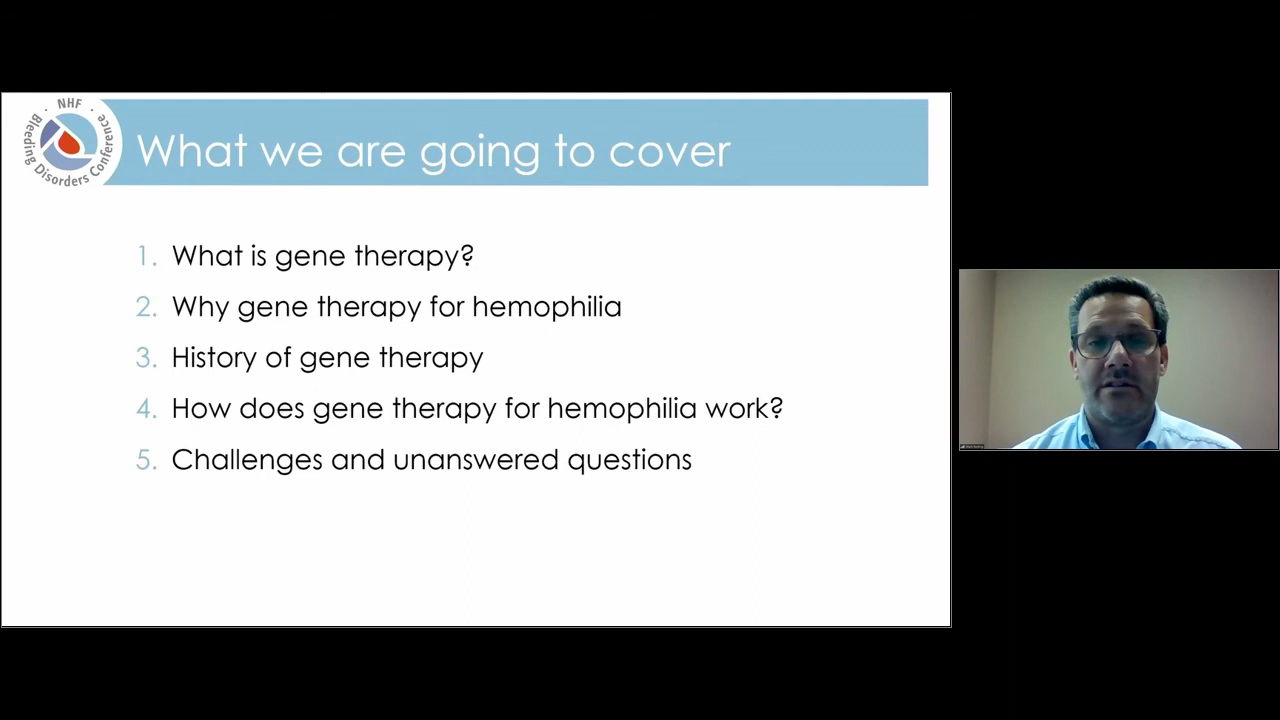 · NHF ·
Bleeding Disorders Conference
What we are going to cover
1. What is gene therapy?
2. Why gene therapy for hemophilia
3. History of gene therapy
4. How does gene therapy for hemophilia work?
5. Challenges and unanswered questions